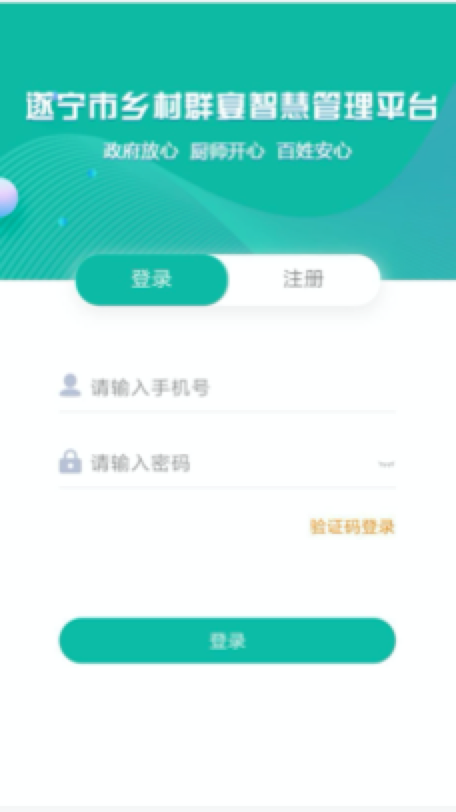 遂宁市乡村群宴智慧管理平台
政府放心 厨师开心 百姓安心
登录 注册
请输入手机号
请输入密码
验证码登录
登录